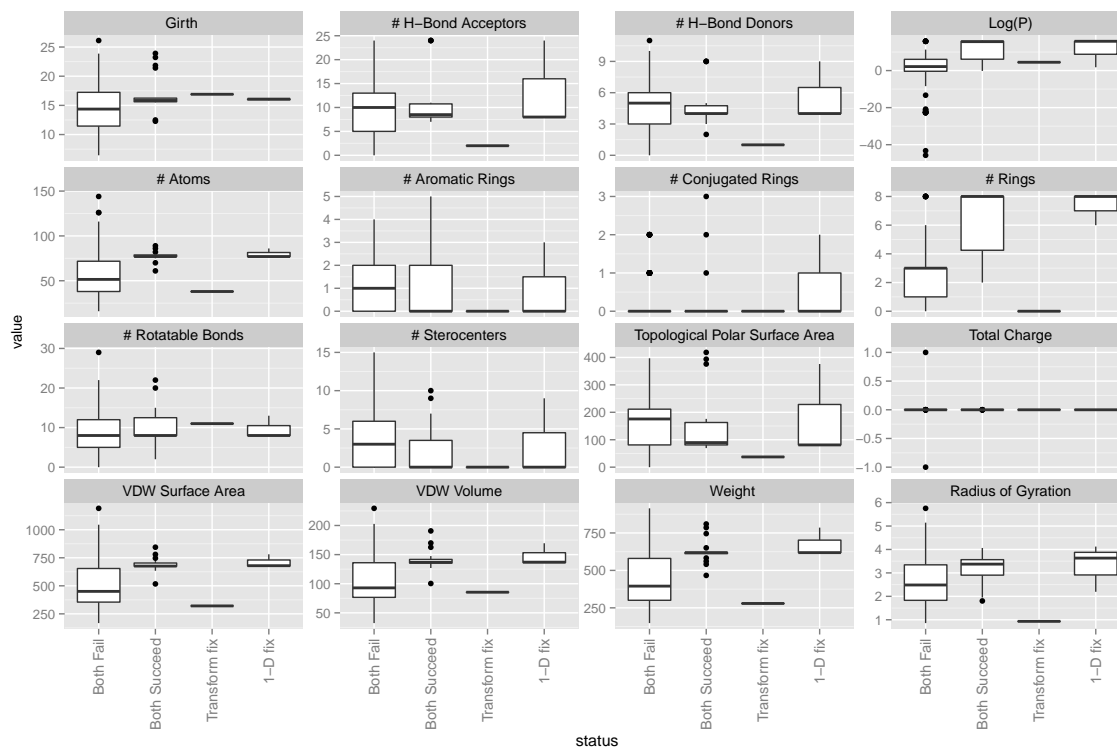 Girth
# H−Bond Acceptors
# H−Bond Donors
Log(P)
25
20
15
10
25
20
15
10
5
0
9
6
3
0
0
−20
−40
# Atoms
# Aromatic Rings
# Conjugated Rings
# Rings
150
100
50
5
4
3
2
1
0
3
2
1
0
8
6
4
2
0
# Rotatable Bonds
# Sterocenters
Topological Polar Surface Area
Total Charge
30
20
10
0
15
10
5
0
400
300
200
100
0
1.0
0.5
0.0
−0.5
−1.0
VDW Surface Area
VDW Volume
Weight
Radius of Gyration
1000
750
500
250
200
150
100
50
750
500
250
6
5
4
3
2
1
Both Fail
Both Succeed
Transform fix
1−D fix
Both Fail
Both Succeed
Transform fix
1−D fix
Both Fail
Both Succeed
Transform fix
1−D fix
Both Fail
Both Succeed
Transform fix
1−D fix
value
status